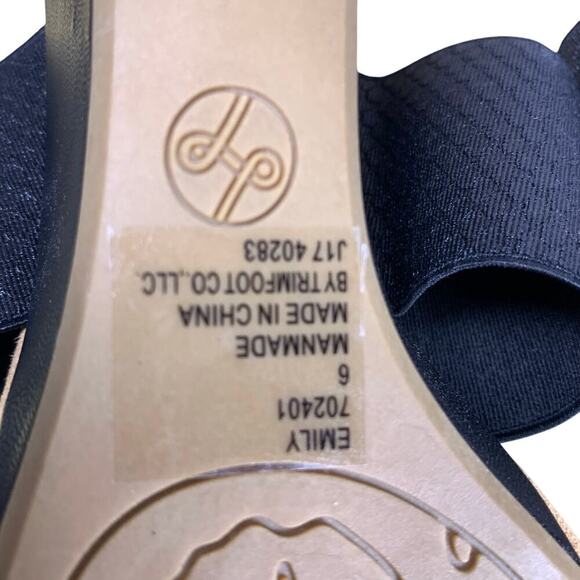 EMILY
702401
6
MANMADE
MADE IN CHINA
BY TRIMFOOT CO., LLC.
J17 40283